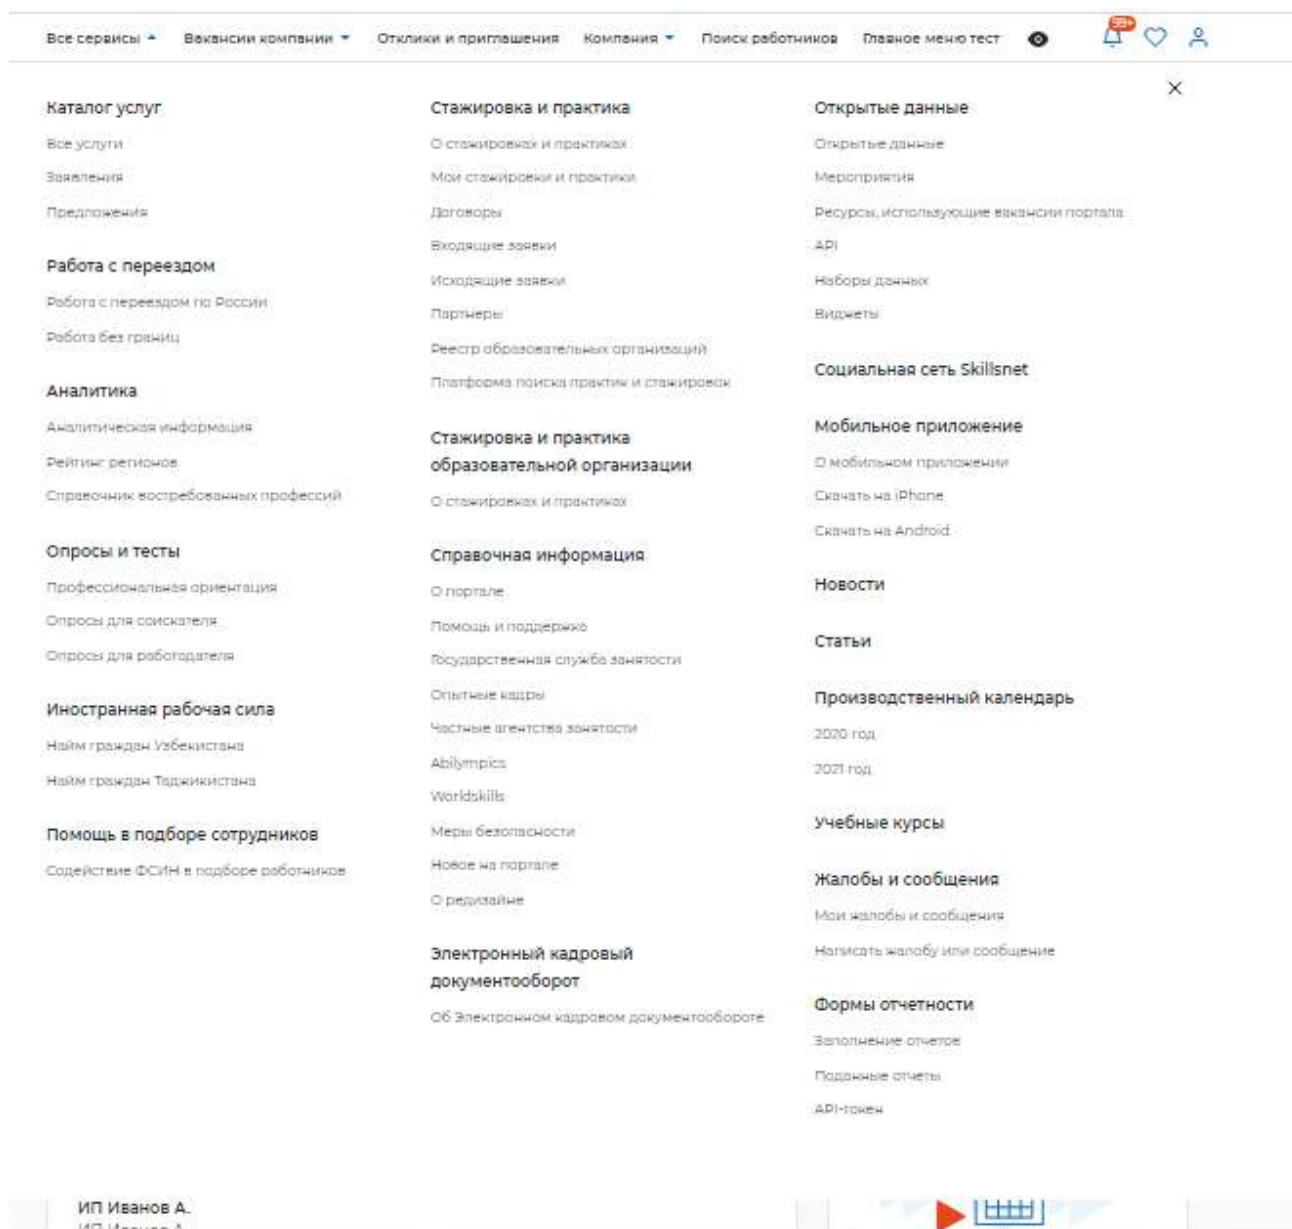 Все сервисы
Вакансии компании
Отклики и приглашения
Компания
Поиск работников
Главное меню тест
99+
Каталог услуг
Все услуги
Заявления
Предложения
Работа с переездом
Работа с переездом по России
Работа без границ
Аналитика
Аналитическая информация
Рейтинг регионов
Справочник востребованных профессий
Опросы и тесты
Профессиональная ориентация
Опросы для соискателя
Опросы для работодателя
Иностранная рабочая сила
Найм граждан Узбекистана
Найм граждан Таджикистана
Помощь в подборе сотрудников
Содействие ФСИН в подборе работников
Стажировка и практика
О стажировках и практиках
Мои стажировки и практики
Договоры
Входящие заявки
Исходящие заявки
Партнеры
Реестр образовательных организаций
Платформа поиска практик и стажировок
Стажировка и практика
образовательной организации
О стажировках и практиках
Справочная информация
О портале
Помощь и поддержка
Государственная служба занятости
Опытные кадры
Частные агентства занятости
Abilympics
Worldskills
Меры безопасности
Новое на портале
О редизайне
Электронный кадровый
документооборот
Об Электронном кадровом документообороте
Открытые данные
Открытые данные
Мероприятия
Ресурсы, использующие вакансии портала
API
Наборы данных
Виджеты
Социальная сеть Skillsnet
Мобильное приложение
О мобильном приложении
Скачать на iPhone
Скачать на Android
Новости
Статьи
Производственный календарь
2020 год
2021 год
Учебные курсы
Жалобы и сообщения
Мои жалобы и сообщения
Написать жалобу или сообщение
Формы отчетности
Заполнение отчетов
Поданные отчеты
API-токен
ИП Иванов А.
ИП Иванов А.